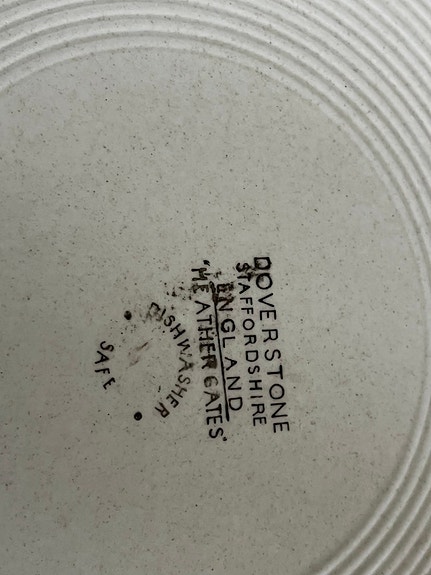 DOVERSTONE
STAFFORDSHIRE
ENGLAND
"HEATHER GATES"
DISHWASHER
SAFE